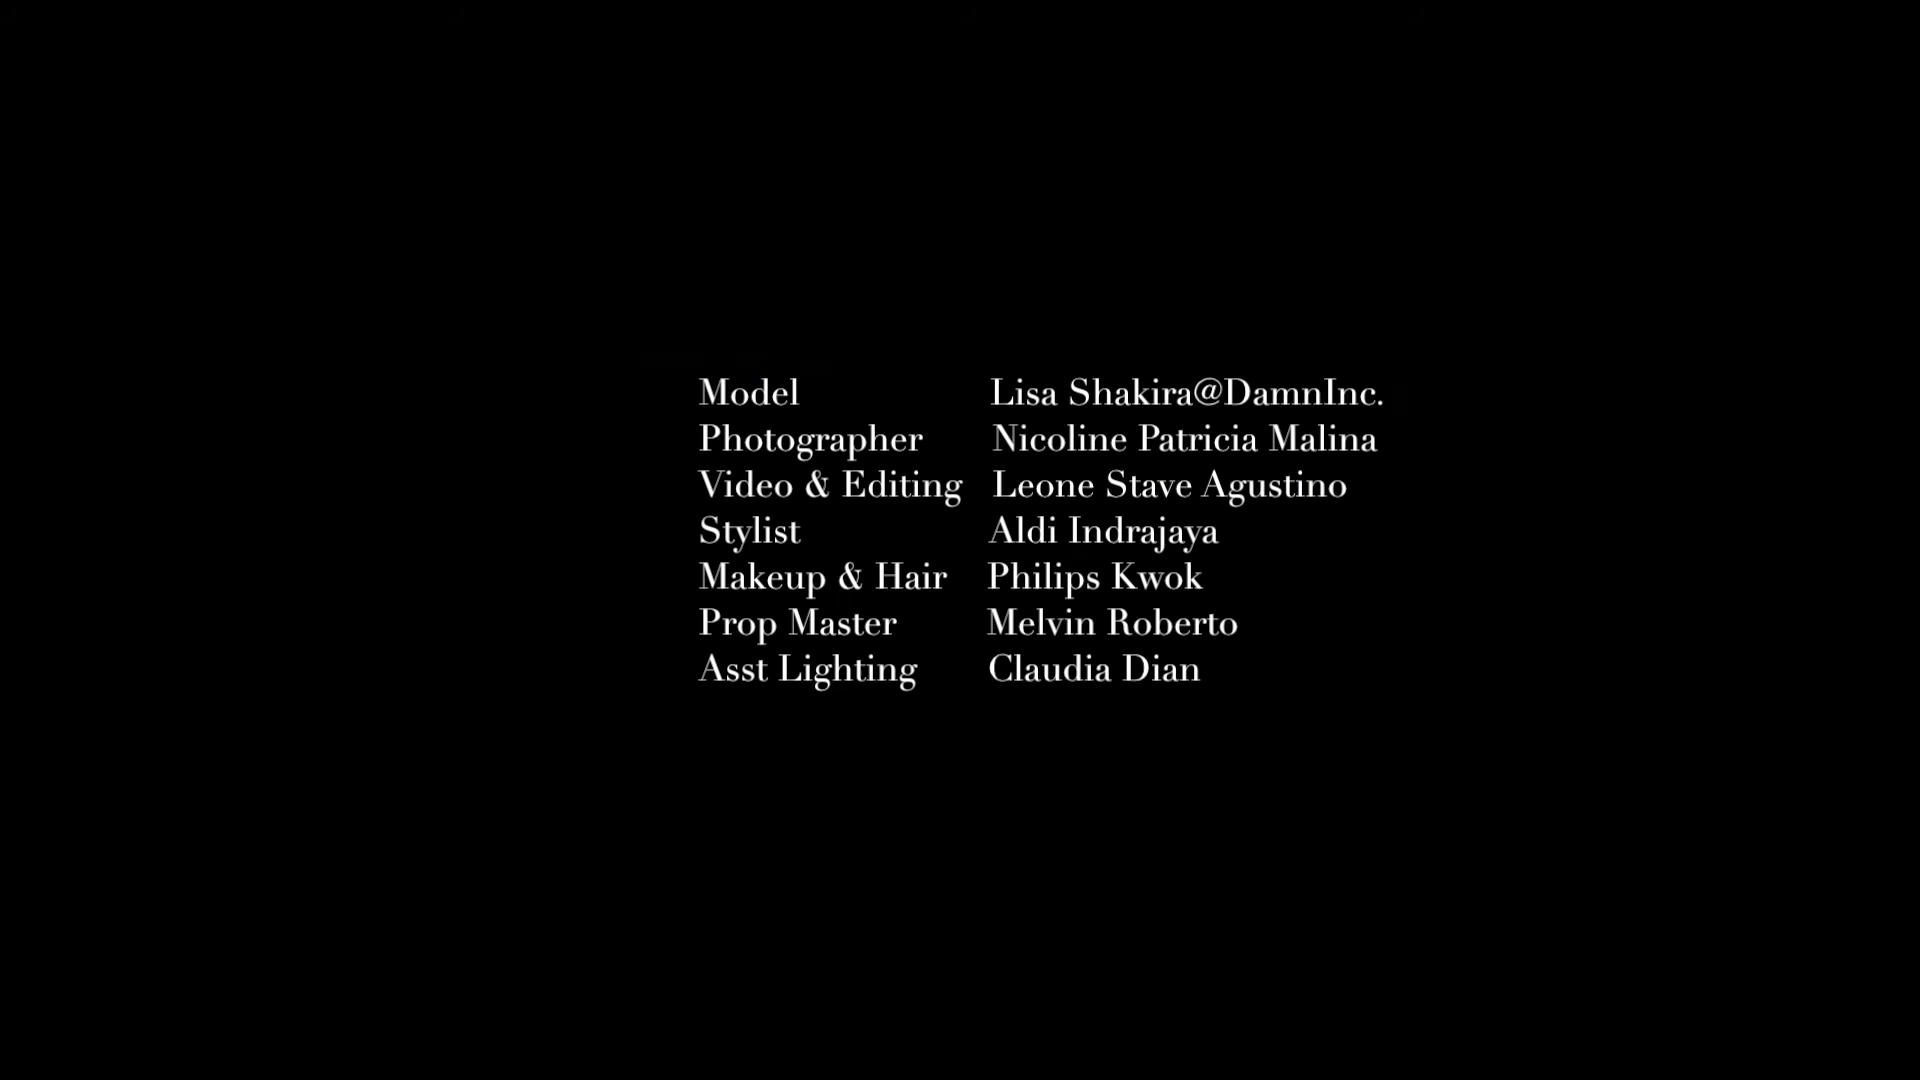 Model Lisa Shakira@DamnInc.
Photographer Nicoline Patricia Malina
Video & Editing Leone Stave Agustino
Stylist Aldi Indrajaya
Makeup & Hair Philips Kwok
Prop Master Melvin Roberto
Asst Lighting Claudia Dian